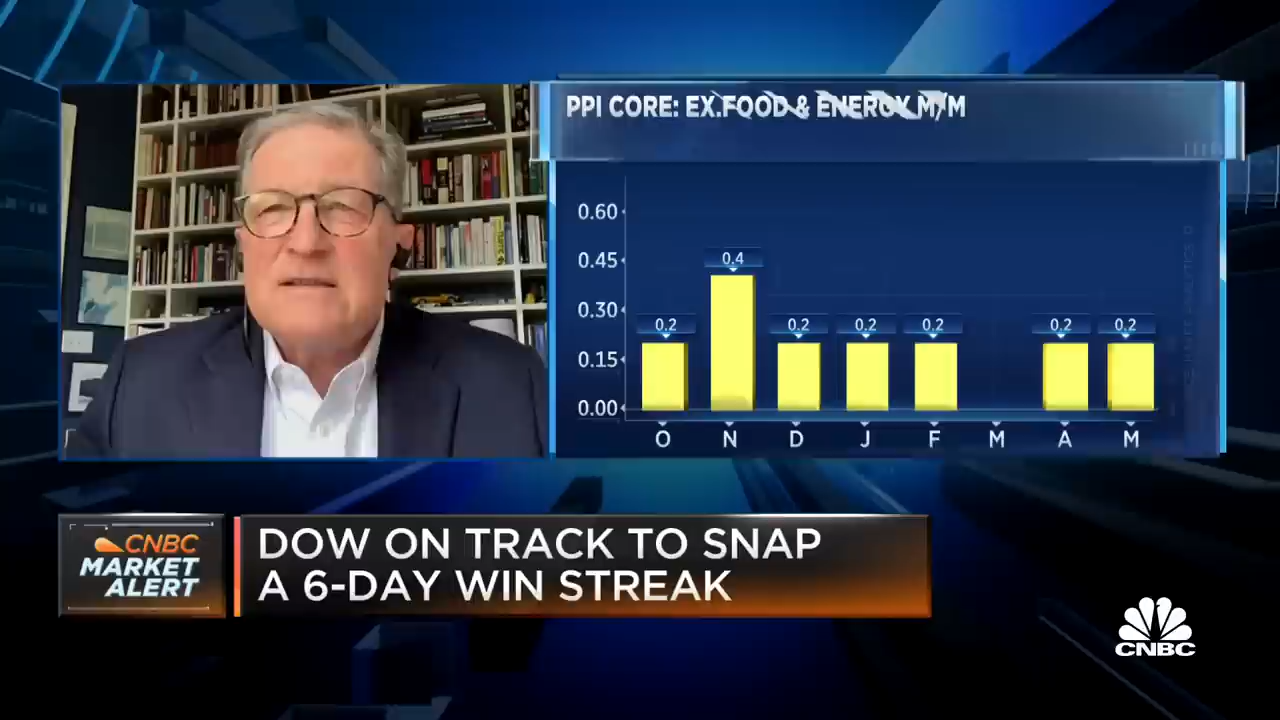 PPI CORE: EX.FOOD & ENERGY M/M
0.60
0.45
0.30
0.15
0.00
0.2
0.4
0.2
0.2
0.2
0.2
0.2
O N D J F M A M
CNBC
MARKET
ALERT
DOW ON TRACK TO SNAP
A 6-DAY WIN STREAK
CNBC